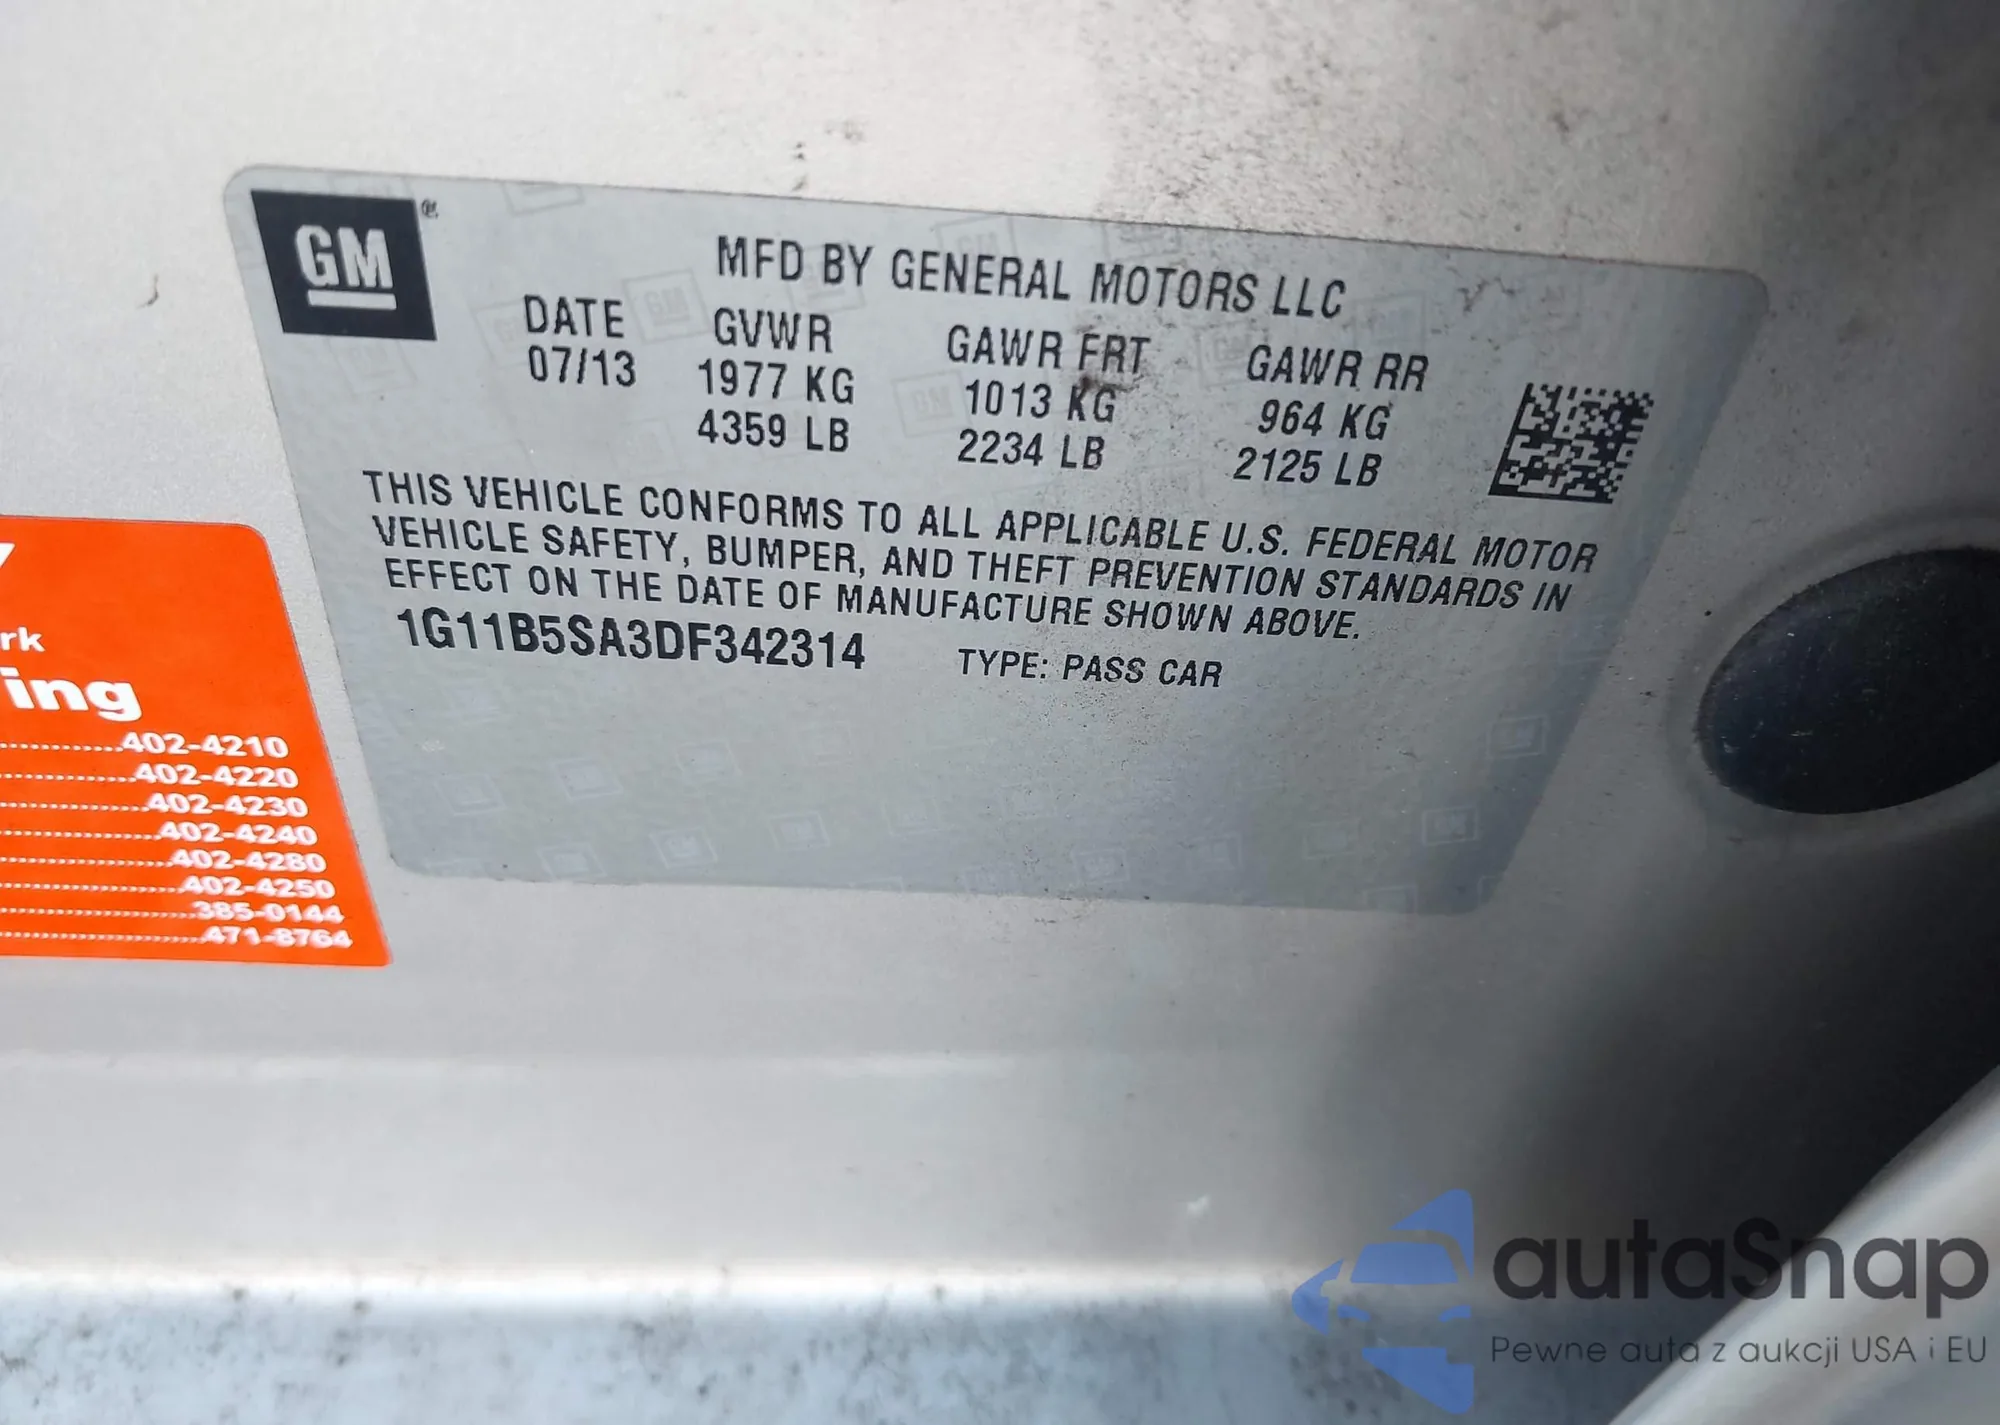 GM
MFD BY GENERAL MOTORS LLC
DATE GVWR GAWR FRT GAWR RR
07/13 1977 KG 1013 KG 964 KG
4359 LB 2234 LB 2125 LB
THIS VEHICLE CONFORMS TO ALL APPLICABLE U.S. FEDERAL MOTOR
VEHICLE SAFETY, BUMPER, AND THEFT PREVENTION STANDARDS IN
EFFECT ON THE DATE OF MANUFACTURE SHOWN ABOVE.
1G11B5SA3DF342314 TYPE: PASS CAR
rk
ing
402-4210
402-4220
402-4230
402-4240
402-4280
402-4250
385-0144
471-8764
autaSnap
Pewne auta z aukcji USA i EU